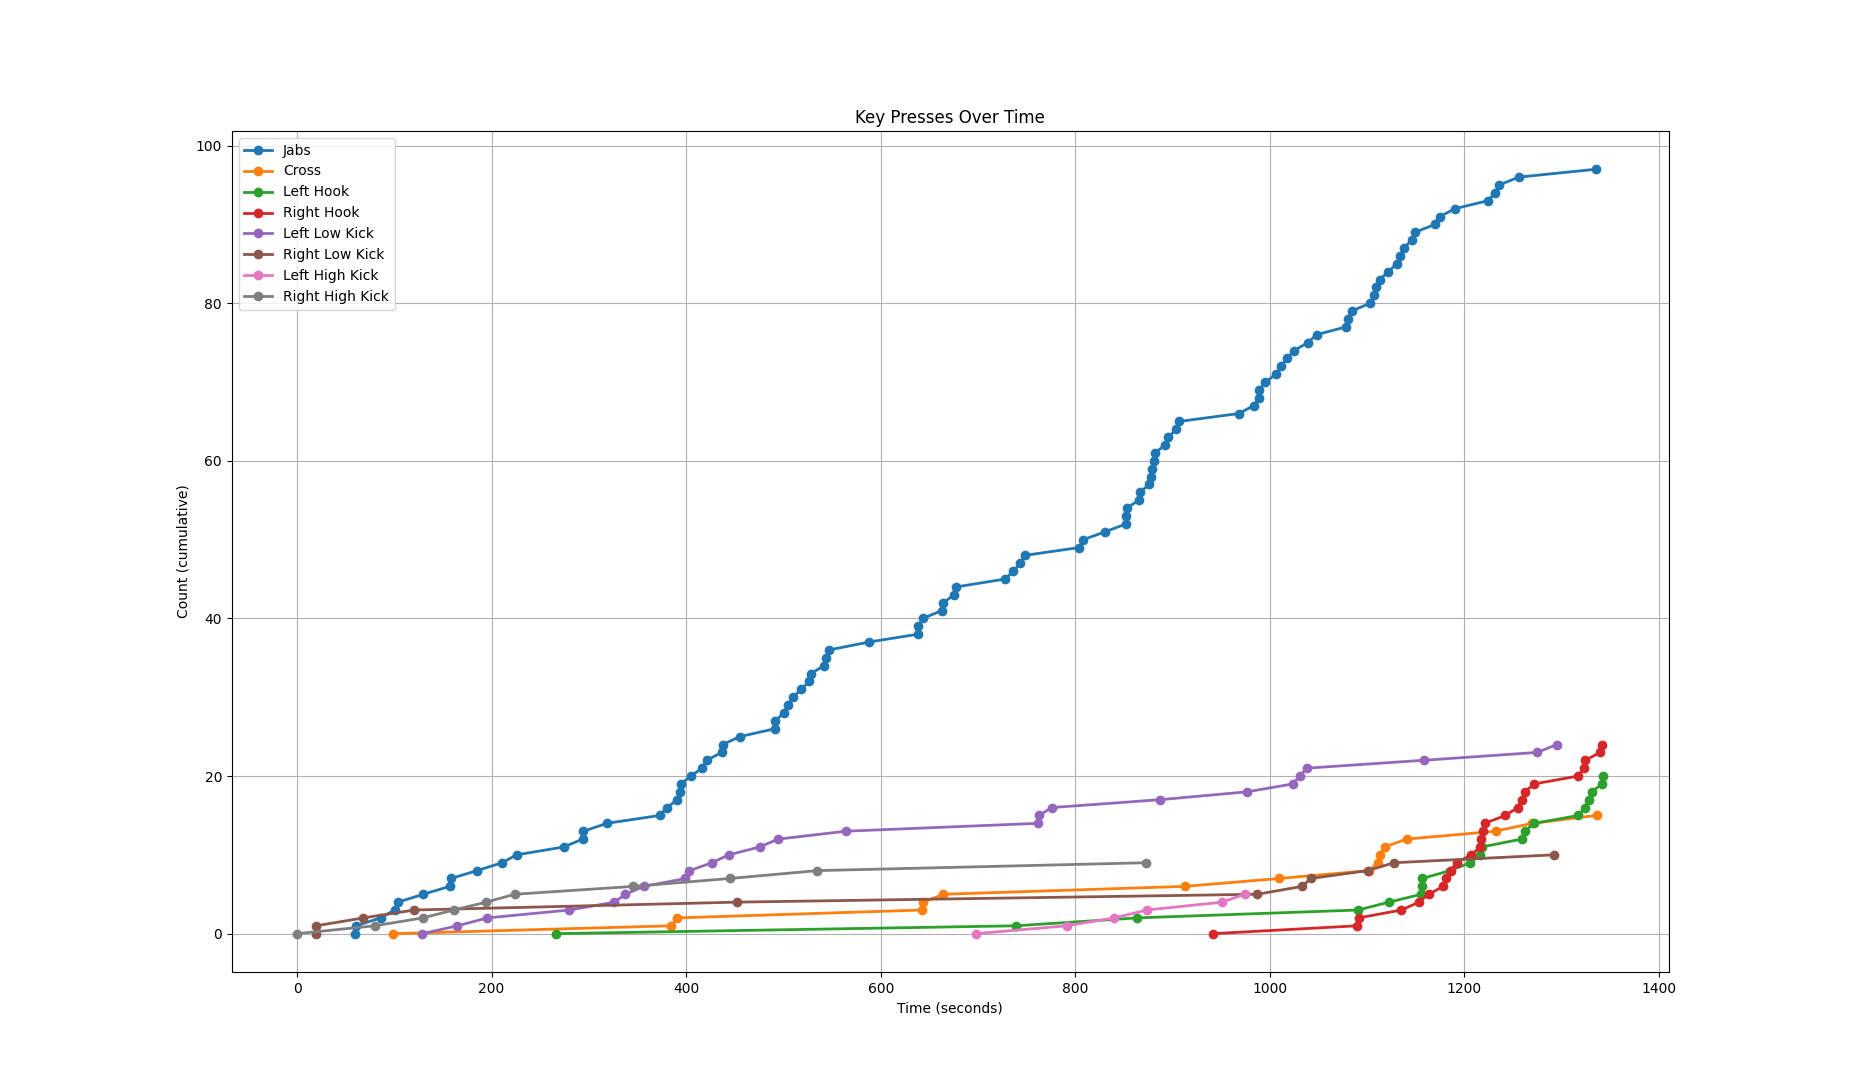 Key Presses Over Time
Jabs
Cross
Left Hook
Right Hook
Left Low Kick
Right Low Kick
Left High Kick
Right High Kick
Count (cumulative)
100
80
60
40
20
0
0 200 400 600 800 1000 1200 1400
Time (seconds)